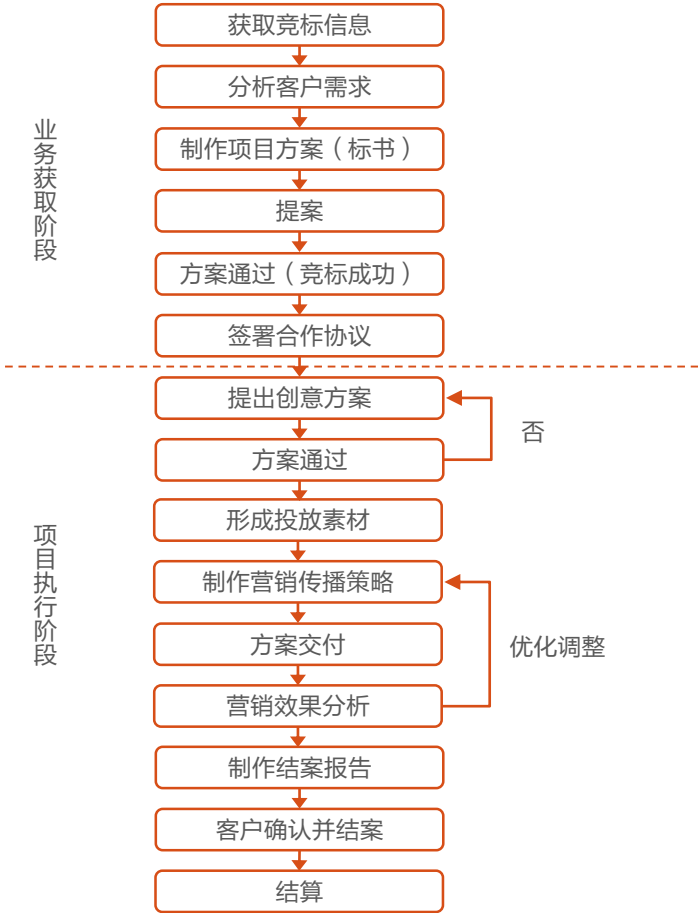 获取竞标信息
分析客户需求
制作项目方案（标书）
提案
方案通过（竞标成功）
签署合作协议
业务获取阶段
提出创意方案
否
方案通过
形成投放素材
制作营销传播策略
方案交付
优化调整
营销效果分析
制作结案报告
客户确认并结案
结算
项目执行阶段